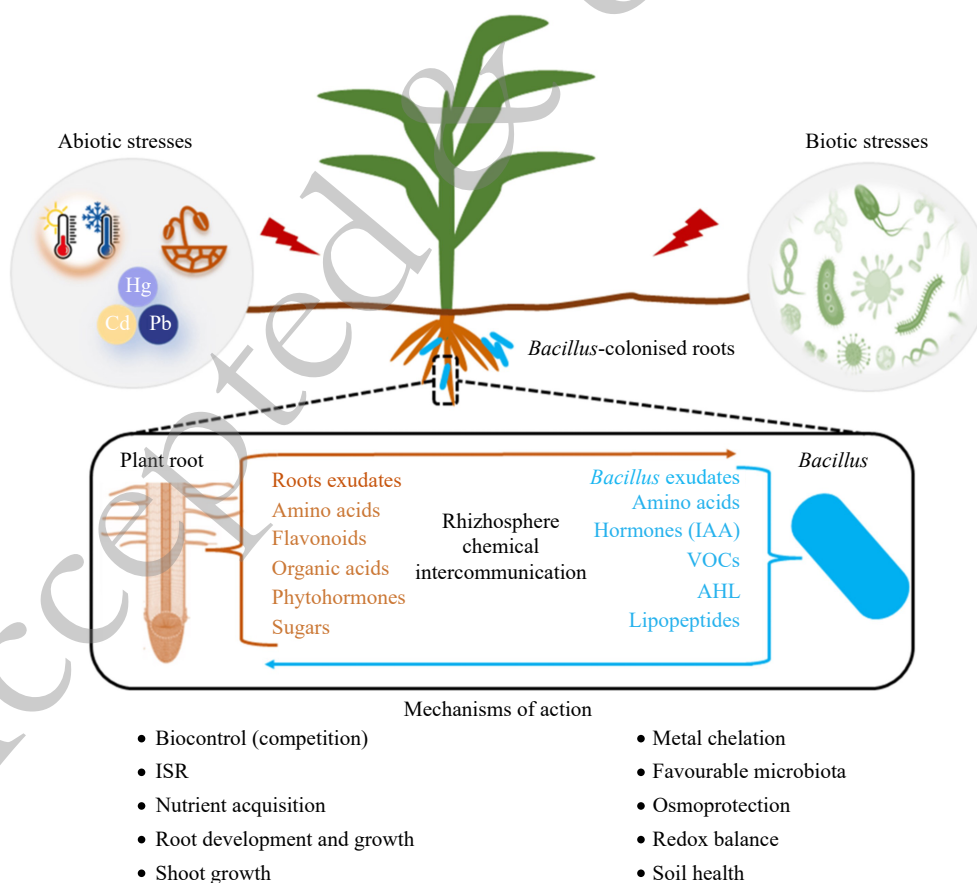 Abiotic stresses
Biotic stresses
Hg
Cd
Pb
Bacillus-colonised roots
Plant root
Roots exudates
Amino acids
Flavonoids
Organic acids
Phytohormones
Sugars
Rhizhosphere
chemical
intercommunication
Bacillus
Bacillus exudates
Amino acids
Hormones (IAA)
VOCs
AHL
Lipopeptides
Mechanisms of action
• Biocontrol (competition)
• ISR
• Nutrient acquisition
• Root development and growth
• Shoot growth
• Metal chelation
• Favourable microbiota
• Osmoprotection
• Redox balance
• Soil health